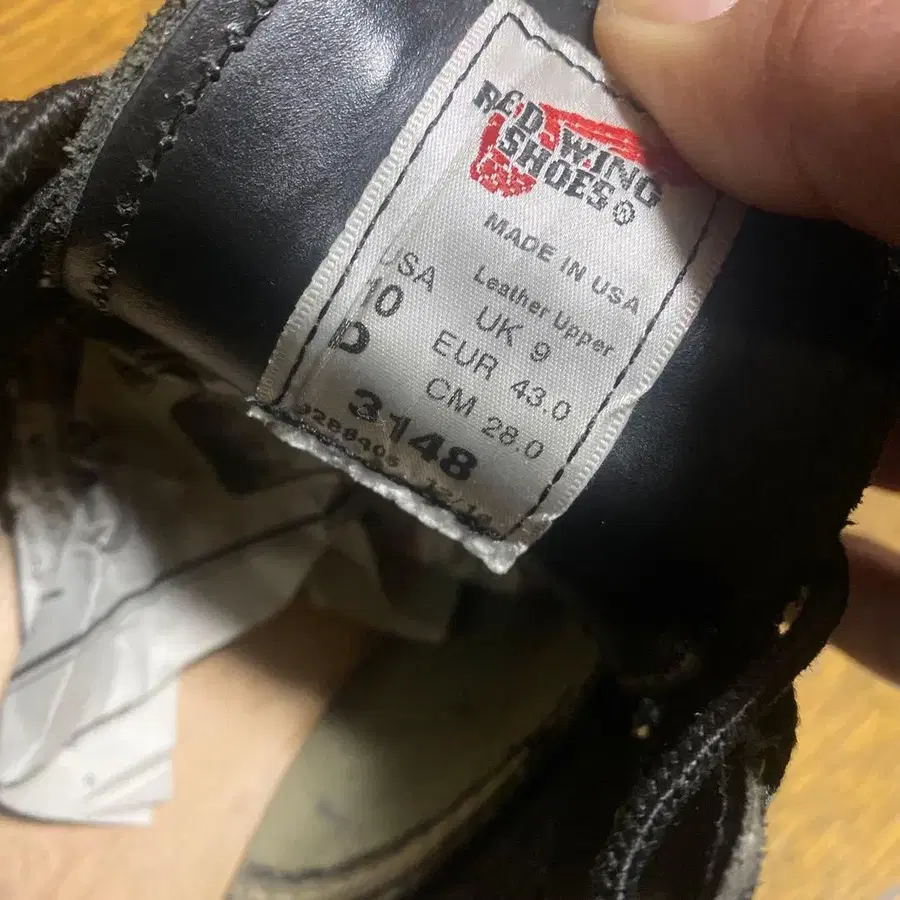 RED WING
SHOES®
MADE IN USA
Leather Upper
USA
10
D
UK 9
EUR 43.0
CM 28.0
3148